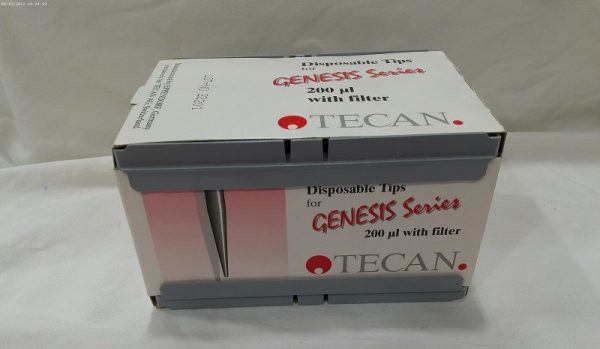 Disposable Tips
for
GENESIS Series
200 µl
with filter
TECAN.
Disposable Tips
for
GENESIS Series
200 µl with filter
TECAN.